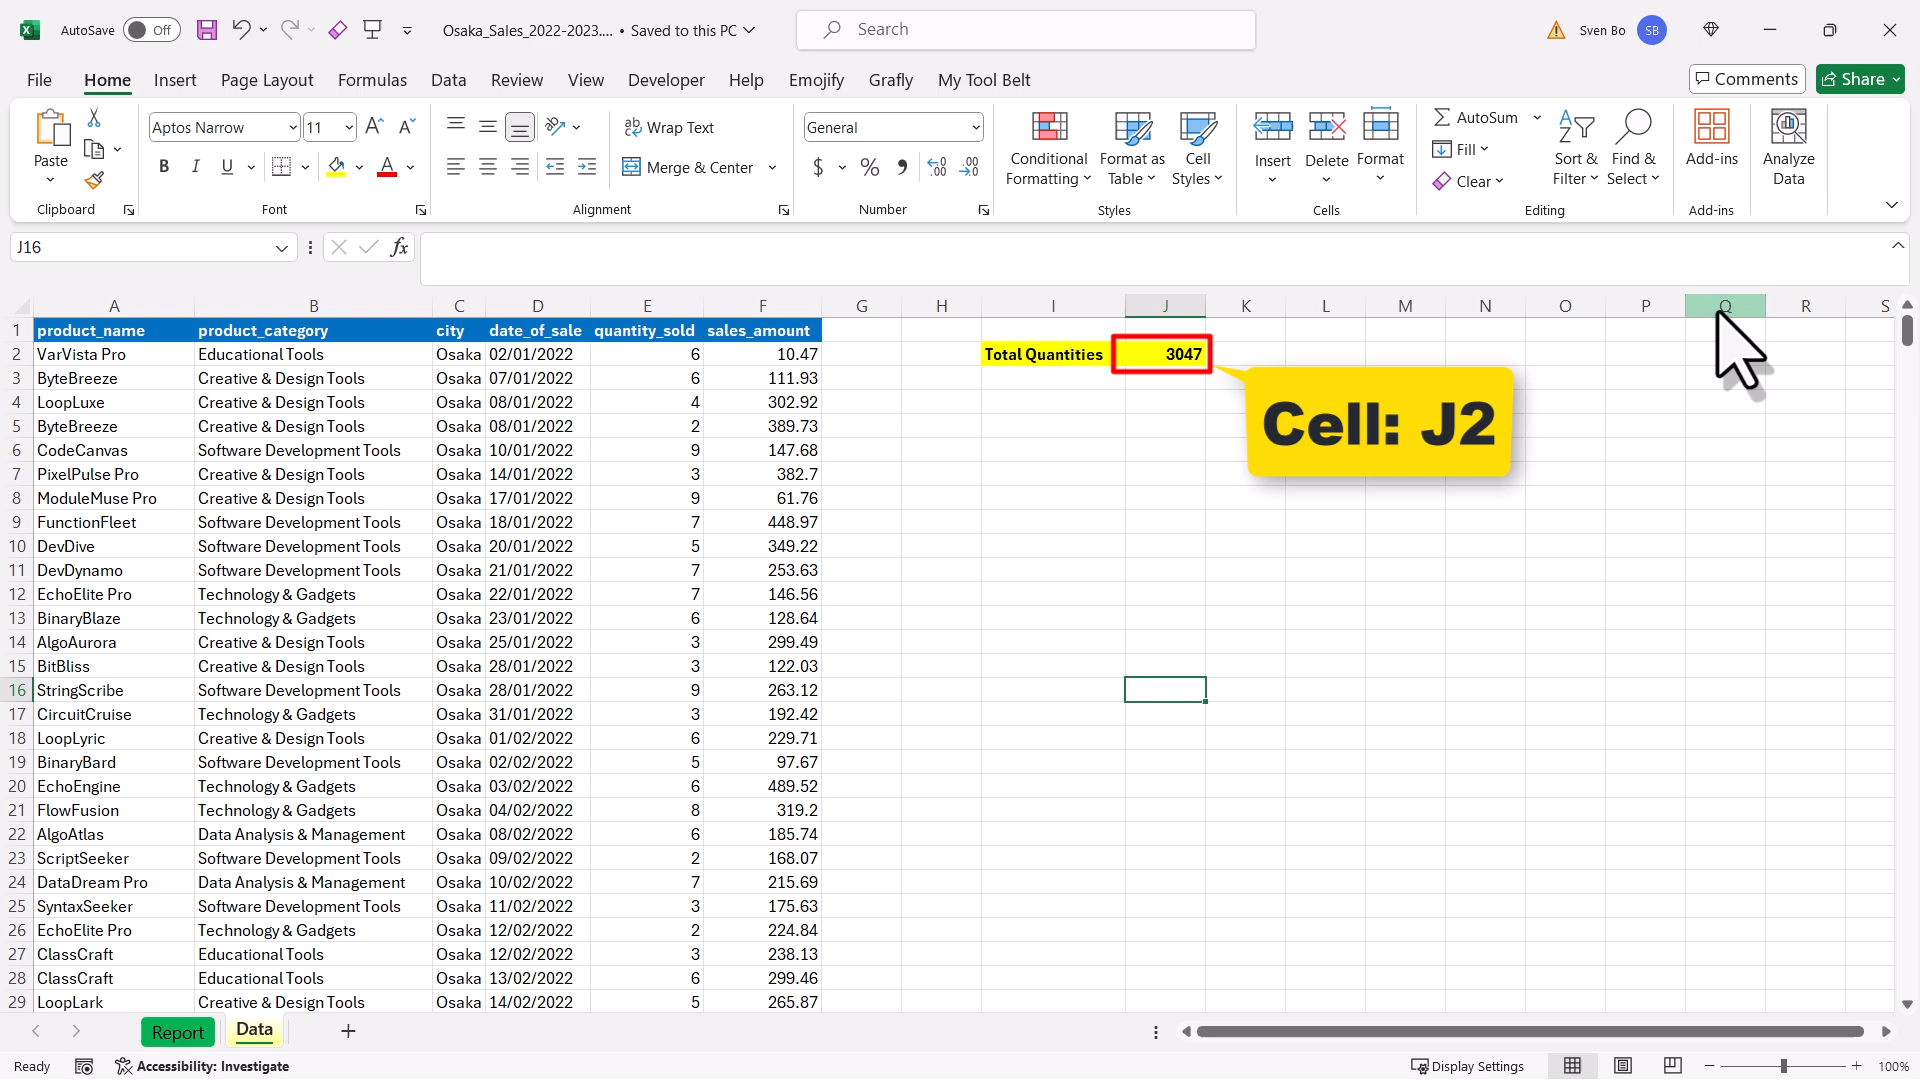 AutoSave Off Osaka_Sales_2022-2023.... • Saved to this PC Search Sven Bo SB
File Home Insert Page Layout Formulas Data Review View Developer Help Emojify Grafly My Tool Belt Comments Share
Paste Aptos Narrow 11 Wrap Text General Conditional Formatting Format as Table Cell Styles Insert Delete Format AutoSum Sort & Filter Find & Select Add-ins Analyze Data
B I U Merge & Center $ % Fill Clear
Clipboard Font Alignment Number Styles Cells Editing Add-ins
J16 fx
A B C D E F G H I J K L M N O P Q R S
1 product_name product_category city date_of_sale quantity_sold sales_amount
2 VarVista Pro Educational Tools Osaka 02/01/2022 6 10.47 Total Quantities 3047
3 ByteBreeze Creative & Design Tools Osaka 07/01/2022 6 111.93
4 LoopLuxe Creative & Design Tools Osaka 08/01/2022 4 302.92
5 ByteBreeze Creative & Design Tools Osaka 08/01/2022 2 389.73
Cell: J2
6 CodeCanvas Software Development Tools Osaka 10/01/2022 9 147.68
7 PixelPulse Pro Creative & Design Tools Osaka 14/01/2022 3 382.7
8 ModuleMuse Pro Creative & Design Tools Osaka 17/01/2022 9 61.76
9 FunctionFleet Software Development Tools Osaka 18/01/2022 7 448.97
10 DevDive Software Development Tools Osaka 20/01/2022 5 349.22
11 DevDynamo Software Development Tools Osaka 21/01/2022 7 253.63
12 EchoElite Pro Technology & Gadgets Osaka 22/01/2022 7 146.56
13 BinaryBlaze Technology & Gadgets Osaka 23/01/2022 6 128.64
14 AlgoAurora Creative & Design Tools Osaka 25/01/2022 3 299.49
15 BitBliss Creative & Design Tools Osaka 28/01/2022 3 122.03
16 StringScribe Software Development Tools Osaka 28/01/2022 9 263.12
17 CircuitCruise Technology & Gadgets Osaka 31/01/2022 3 192.42
18 LoopLyric Creative & Design Tools Osaka 01/02/2022 6 229.71
19 BinaryBard Software Development Tools Osaka 02/02/2022 5 97.67
20 EchoEngine Technology & Gadgets Osaka 03/02/2022 6 489.52
21 FlowFusion Technology & Gadgets Osaka 04/02/2022 8 319.2
22 AlgoAtlas Data Analysis & Management Osaka 08/02/2022 6 185.74
23 ScriptSeeker Software Development Tools Osaka 09/02/2022 2 168.07
24 DataDream Pro Data Analysis & Management Osaka 10/02/2022 7 215.69
25 SyntaxSeeker Software Development Tools Osaka 11/02/2022 3 175.63
26 EchoElite Pro Technology & Gadgets Osaka 12/02/2022 2 224.84
27 ClassCraft Educational Tools Osaka 12/02/2022 3 238.13
28 ClassCraft Educational Tools Osaka 13/02/2022 6 299.46
29 LoopLark Creative & Design Tools Osaka 14/02/2022 5 265.87
Report Data
Ready Accessibility: Investigate Display Settings 100%